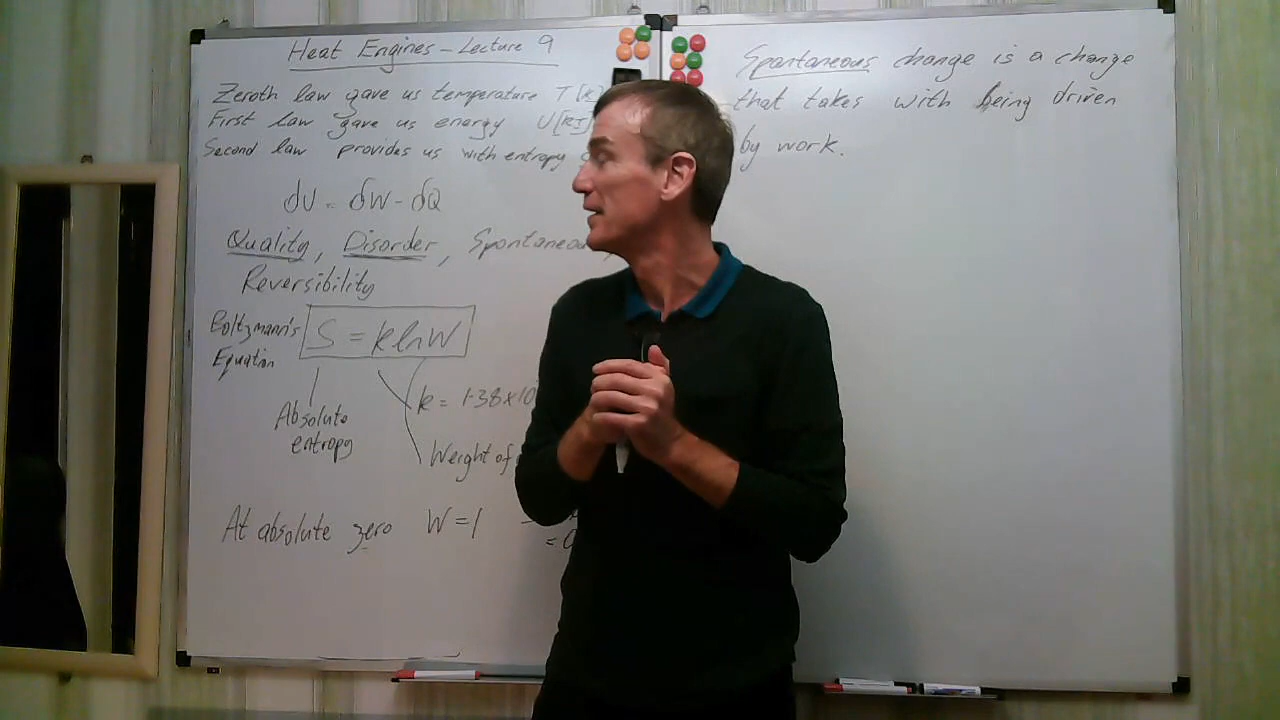 Heat Engines - Lecture 9
Zeroth law gave us temperature T [K]
First law gave us energy U [kJ]
Second law provides us with entropy
dU = δW - δQ
Quality, Disorder, Spontaneou
Reversibility
Boltzmann's
Equation
S = k ln W
k = 1.38 x 10
Absolute
entropy
Weight of
At absolute zero W = 1
Spontaneous change is a change
that takes with being driven
by work.